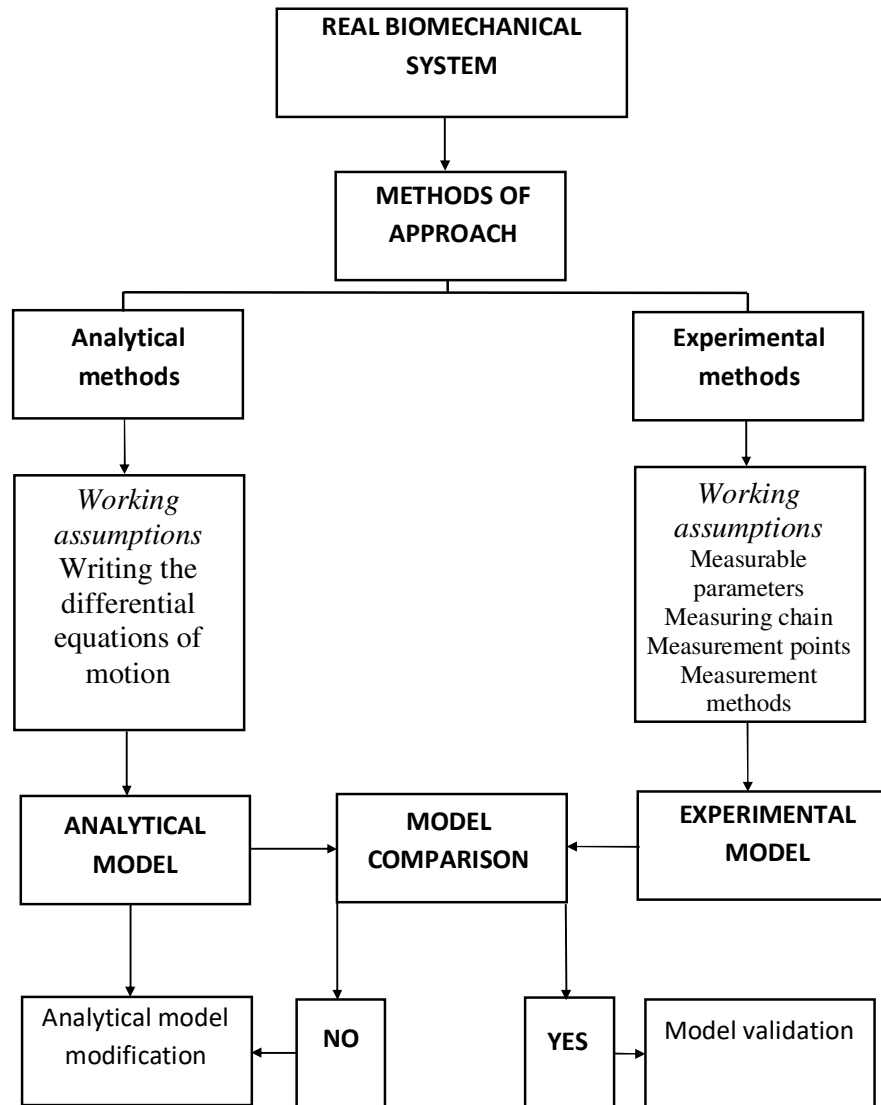 REAL BIOMECHANICAL
SYSTEM
METHODS OF
APPROACH
Analytical
methods
Experimental
methods
Working
assumptions
Writing the
differential
equations of
motion
Working
assumptions
Measurable
parameters
Measuring chain
Measurement points
Measurement
methods
ANALYTICAL
MODEL
MODEL
COMPARISON
EXPERIMENTAL
MODEL
Analytical model
modification
NO
YES
Model validation